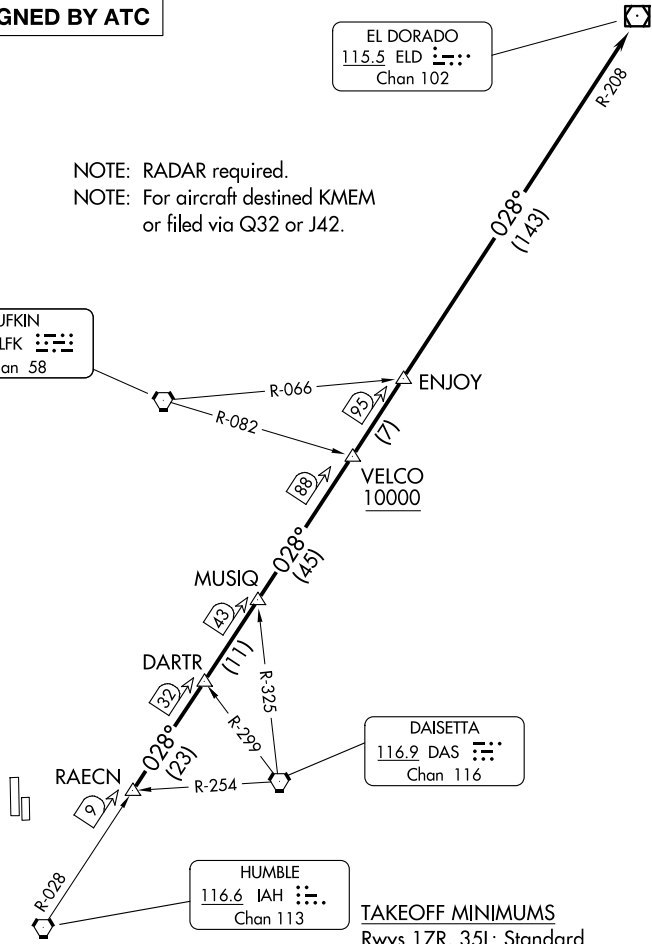 GNED BY ATC
EL DORADO
115.5 ELD
Chan 102
R-208
NOTE: RADAR required.
NOTE: For aircraft destined KMEM
or filed via Q32 or J42.
028°
(143)
UFKIN
LFK
an 58
R-066
ENJOY
95
(7)
R-082
VELCO
10000
88
028°
(45)
MUSIQ
43
(11)
DARTR
32
R-325
R-299
028°
(23)
DAISETTA
116.9 DAS
Chan 116
RAECN
9
R-254
R-028
HUMBLE
116.6 IAH
Chan 113
TAKEOFF MINIMUMS
Rwys 17R, 35L: Standard